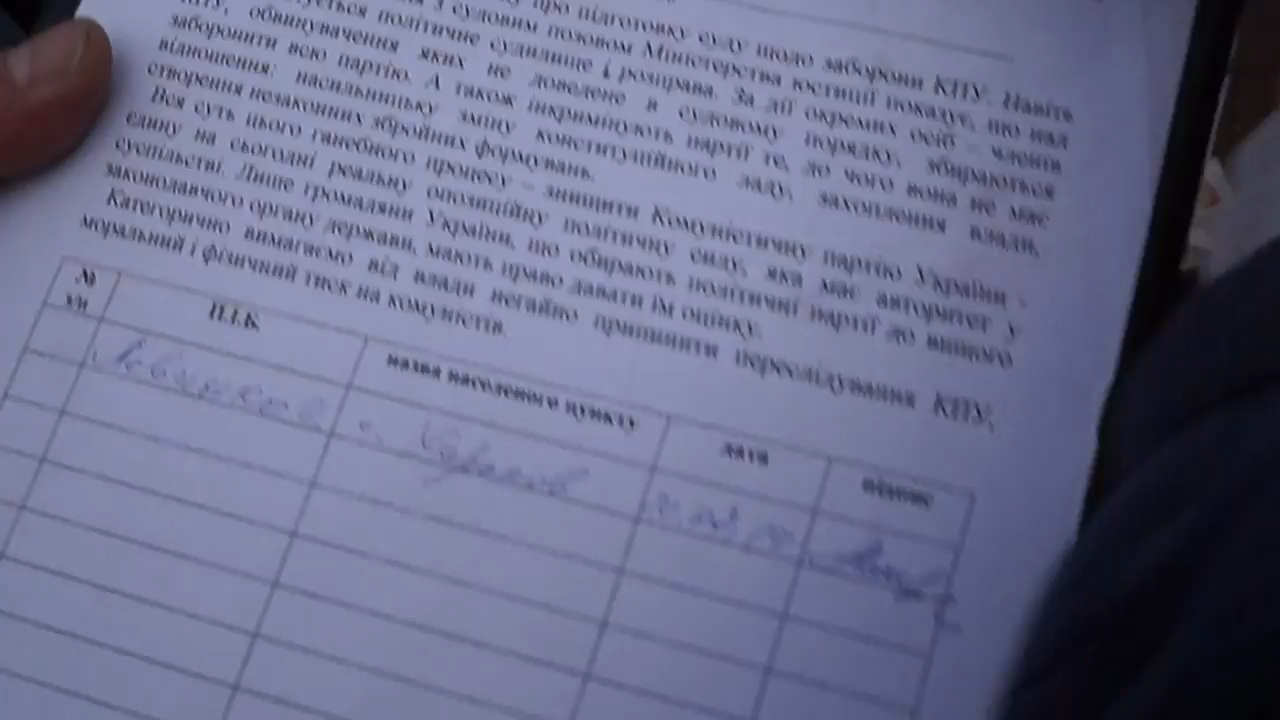 про підготовку суду щодо заборони КПУ. Навіть
з судовим позовом Міністерства юстиції показує, що над
КПУ, політичне судилище і розправа. За дії окремих осіб – членів
обвинувачення яких не доведене в судовому порядку, збираються
заборонити всю партію. А також інкримінують партії те, до чого вона не має
відношення: насильницьку зміну конституційного ладу, захоплення влади,
створення незаконних збройних формувань.
Вся суть цього ганебного процесу – знищити Комуністичну партію України -
єдину на сьогодні реальну опозиційну політичну силу, яка має авторитет у
суспільстві. Лише громадяни України, що обирають політичні партії до вищого
законодавчого органу держави, мають право давати їм оцінку.
Категорично вимагаємо від влади негайно припинити переслідування КПУ,
моральний і фізичний тиск на комуністів.
№ П.І.Б. назва населеного пункту дата підпис